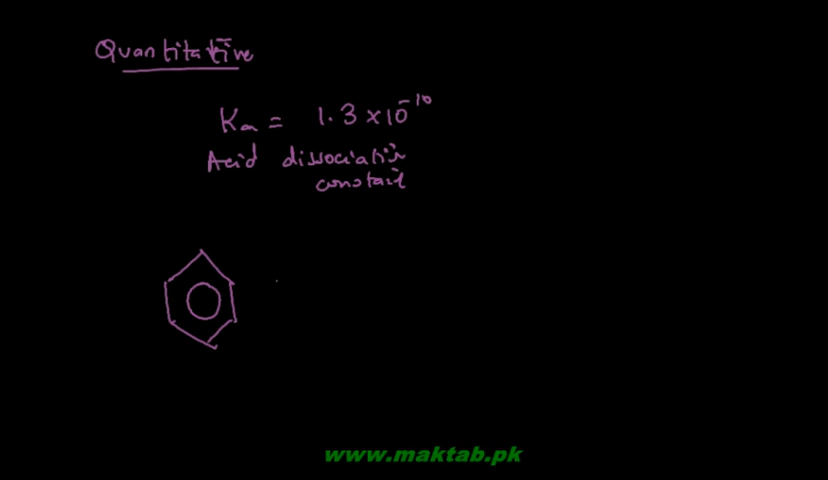 Quantitative
Ka = 1.3 × 10⁻¹⁰
Acid dissociation
constant
www.maktab.pk